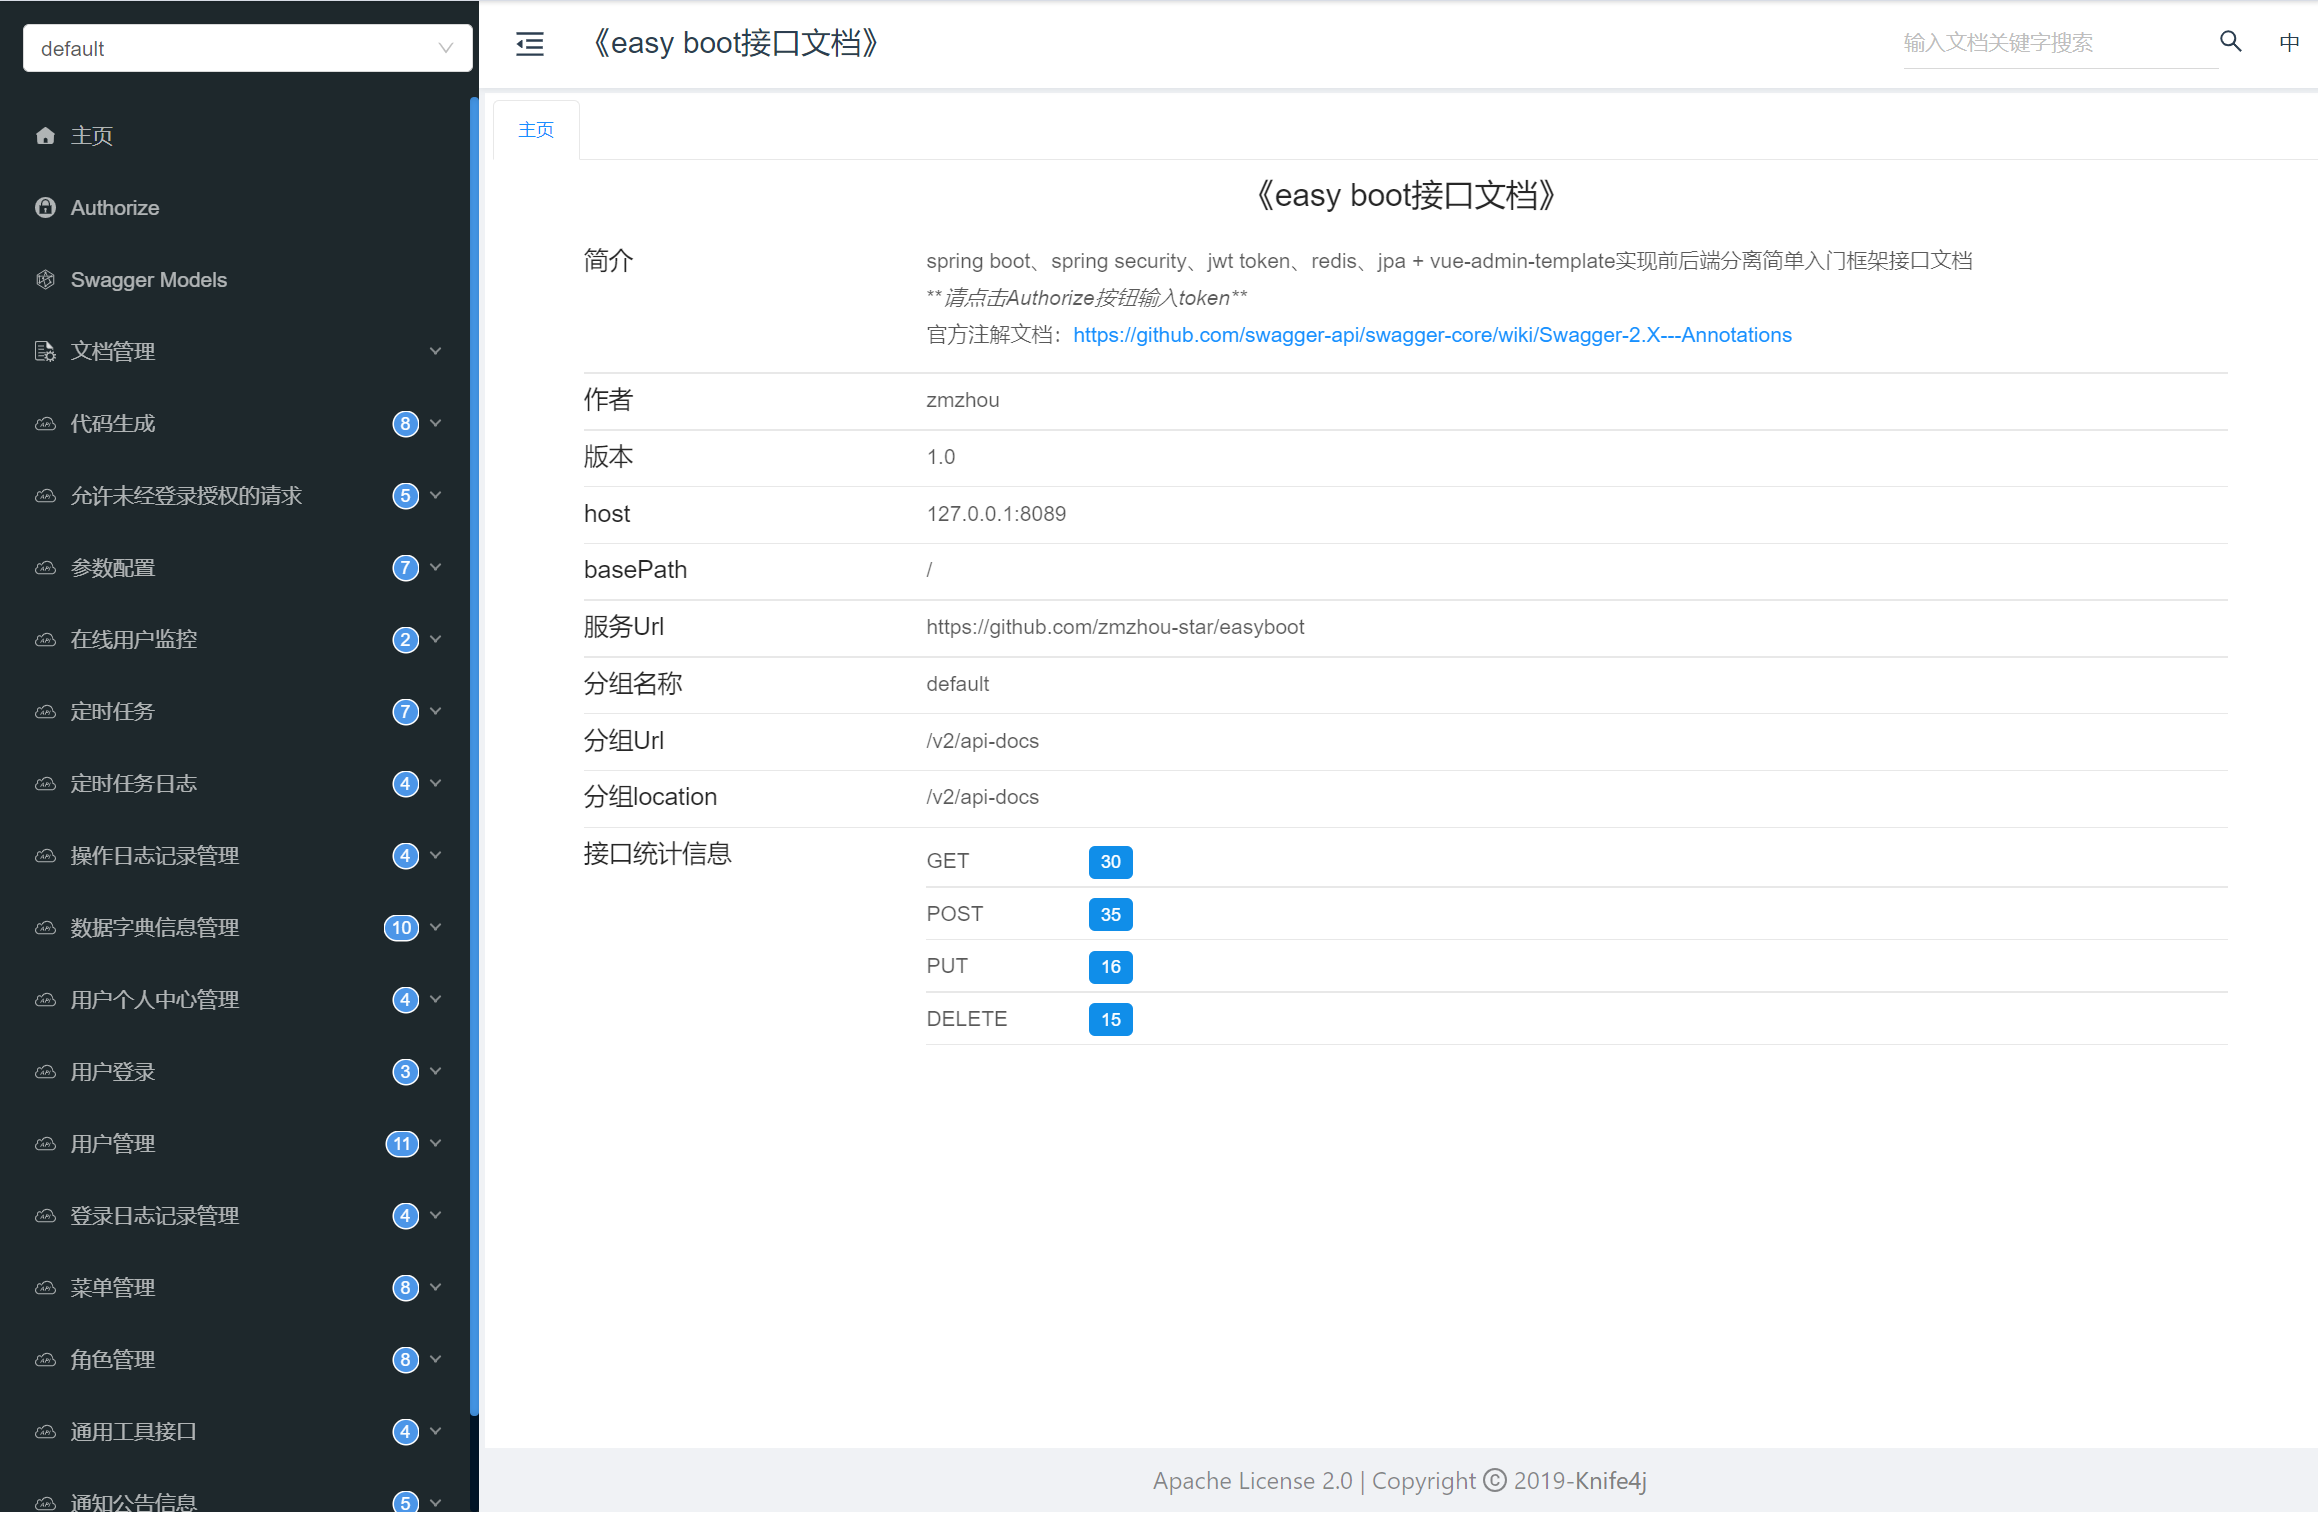 default
主页
Authorize
Swagger Models
文档管理
代码生成 8
允许未经登录授权的请求 5
参数配置 7
在线用户监控 2
定时任务 7
定时任务日志 4
操作日志记录管理 4
数据字典信息管理 10
用户个人中心管理 4
用户登录 3
用户管理 11
登录日志记录管理 4
菜单管理 8
角色管理 8
通用工具接口 4
通知公告信息 5
《easy boot接口文档》
输入文档关键字搜索
中
主页
《easy boot接口文档》
简介 spring boot、spring security、jwt token、redis、jpa + vue-admin-template实现前后端分离简单入门框架接口文档
**请点击Authorize按钮输入token**
官方注解文档：https://github.com/swagger-api/swagger-core/wiki/Swagger-2.X---Annotations
作者 zmzhou
版本 1.0
host 127.0.0.1:8089
basePath /
服务Url https://github.com/zmzhou-star/easyboot
分组名称 default
分组Url /v2/api-docs
分组location /v2/api-docs
接口统计信息
GET 30
POST 35
PUT 16
DELETE 15
Apache License 2.0 | Copyright © 2019-Knife4j